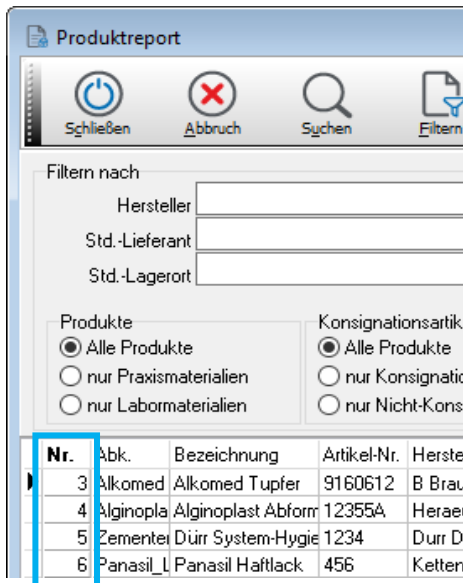 Produktreport
Schließen Abbruch Suchen Filtern
Filtern nach
Hersteller
Std.-Lieferant
Std.-Lagerort
Produkte Konsignationsartik
Alle Produkte Alle Produkte
nur Praxismaterialien nur Konsignatio
nur Labormaterialien nur Nicht-Kons
Nr. Abk. Bezeichnung Artikel-Nr. Herste
3 Alkomed Alkomed Tupfer 9160612 B Brau
4 Alginopla Alginoplast Abform 12355A Heraeu
5 Zementer Dürr System-Hygie 1234 Durr D
6 Panasil_L Panasil Haftlack 456 Ketten